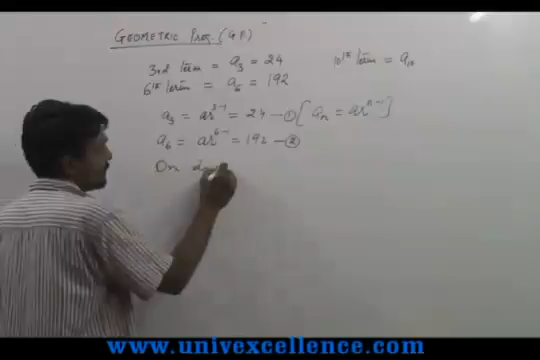 GEOMETRIC PROG. (G.P.)
3rd term = a₃ = 24 10th term = a₁₀
6th term = a₆ = 192
a₃ = ar³⁻¹ = 24 — ① [ aₙ = arⁿ⁻¹ ]
a₆ = ar⁶⁻¹ = 192 — ②
On
www.univexcellence.com